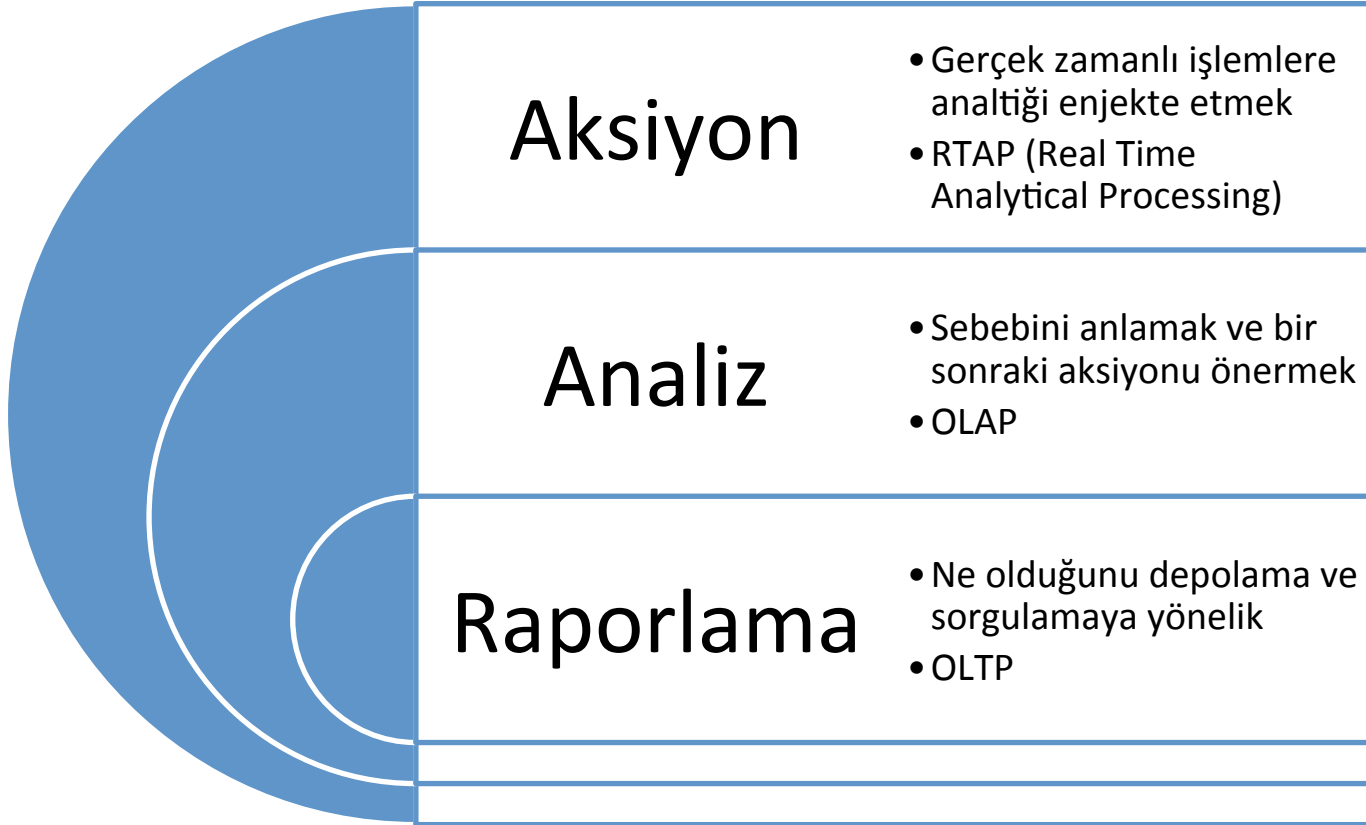 Aksiyon
•Gerçek zamanlı işlemlere
analtiği enjekte etmek
•RTAP (Real Time
Analytical Processing)
Analiz
•Sebebini anlamak ve bir
sonraki aksiyonu önermek
•OLAP
Raporlama
•Ne olduğunu depolama ve
sorgulamaya yönelik
•OLTP